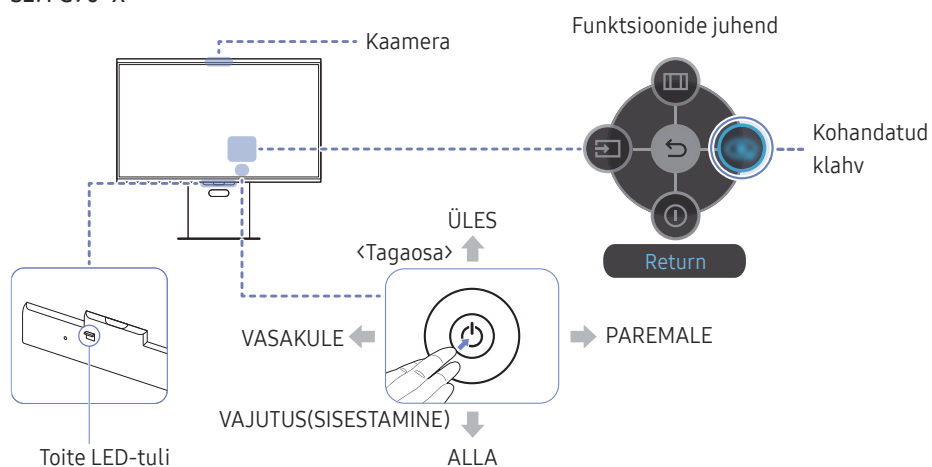 Kaamera
Funktsioonide juhend
Kohandatud
klahv
Return
ÜLES
<Tagaosa>
VASAKULE
PAREMALE
VAJUTUS(SISESTAMINE)
ALLA
Toite LED-tuli